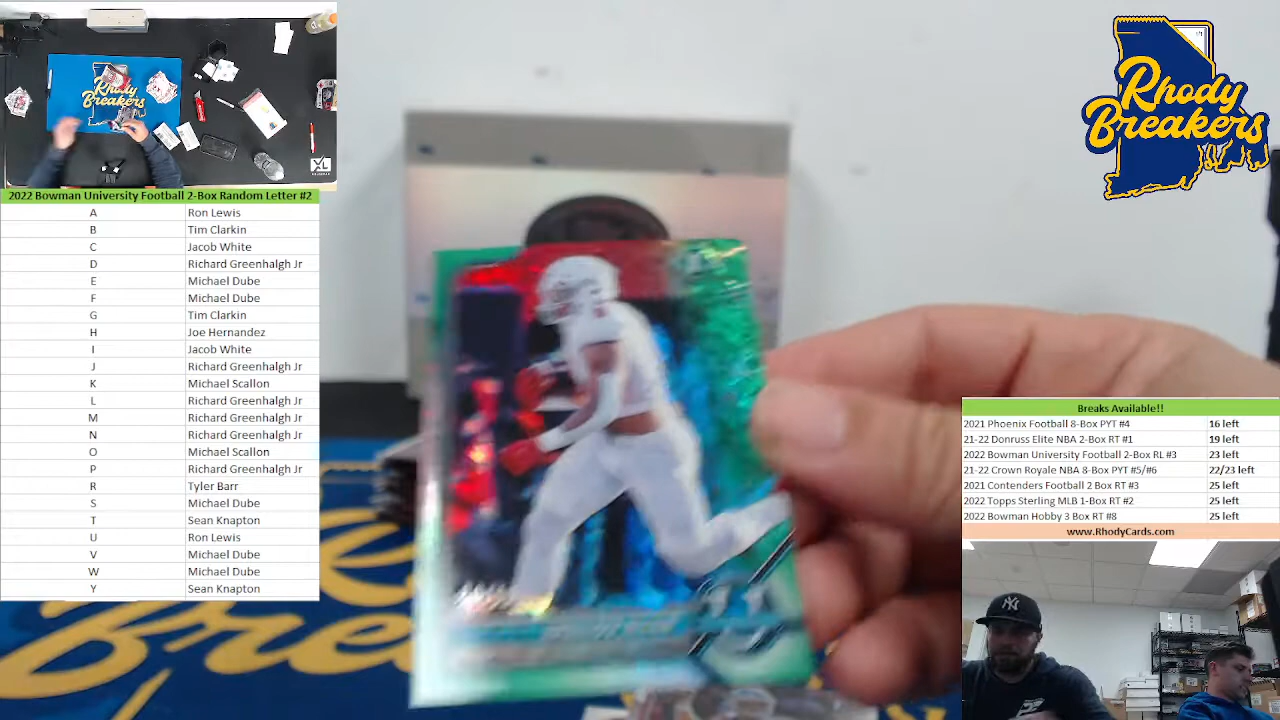 Rhody
Breakers
Rhody
Breakers
2022 Bowman University Football 2-Box Random Letter #2
A Ron Lewis
B Tim Clarkin
C Jacob White
D Richard Greenhalgh Jr
E Michael Dube
F Michael Dube
G Tim Clarkin
H Joe Hernandez
I Jacob White
J Richard Greenhalgh Jr
K Michael Scallon
L Richard Greenhalgh Jr
M Richard Greenhalgh Jr
N Richard Greenhalgh Jr
O Michael Scallon
P Richard Greenhalgh Jr
R Tyler Barr
S Michael Dube
T Sean Knapton
U Ron Lewis
V Michael Dube
W Michael Dube
Y Sean Knapton
Breaks Available!!
2021 Phoenix Football 8-Box PYT #4 16 left
21-22 Donruss Elite NBA 2-Box RT #1 19 left
2022 Bowman University Football 2-Box RL #3 23 left
21-22 Crown Royale NBA 8-Box PYT #5/#6 22/23 left
2021 Contenders Football 2 Box RT #3 25 left
2022 Topps Sterling MLB 1-Box RT #2 25 left
2022 Bowman Hobby 3 Box RT #8 25 left
www.RhodyCards.com